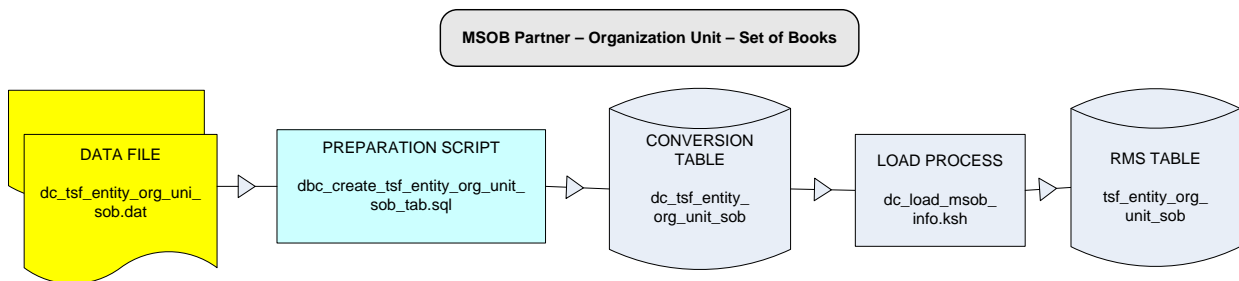 MSOB Partner – Organization Unit – Set of Books
DATA FILE
dc_tsf_entity_org_uni_
sob.dat
PREPARATION SCRIPT
dbc_create_tsf_entity_org_unit_
sob_tab.sql
CONVERSION
TABLE
dc_tsf_entity_
org_unit_sob
LOAD PROCESS
dc_load_msob_
info.ksh
RMS TABLE
tsf_entity_org_
unit_sob